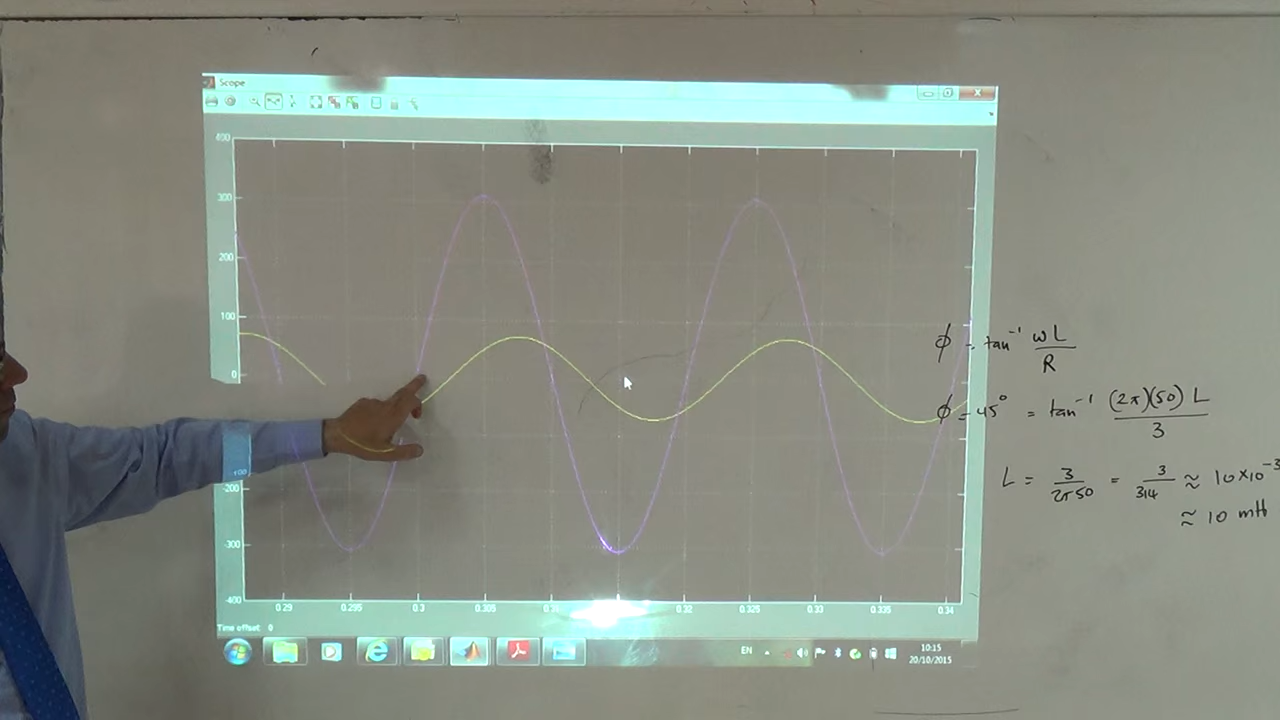 Scope
400
300
200
100
0
-200
-300
-400
0.29 0.295 0.3 0.305 0.32 0.325 0.33 0.335 0.34
Time offset: 0
EN
10:15
20/10/2015
ϕ = tan⁻¹ ωL / R
ϕ = 45° = tan⁻¹ (2π)(50) L / 3
L = 3 / 2π50 = 3 / 314 ≈ 10×10⁻³
≈ 10 mH